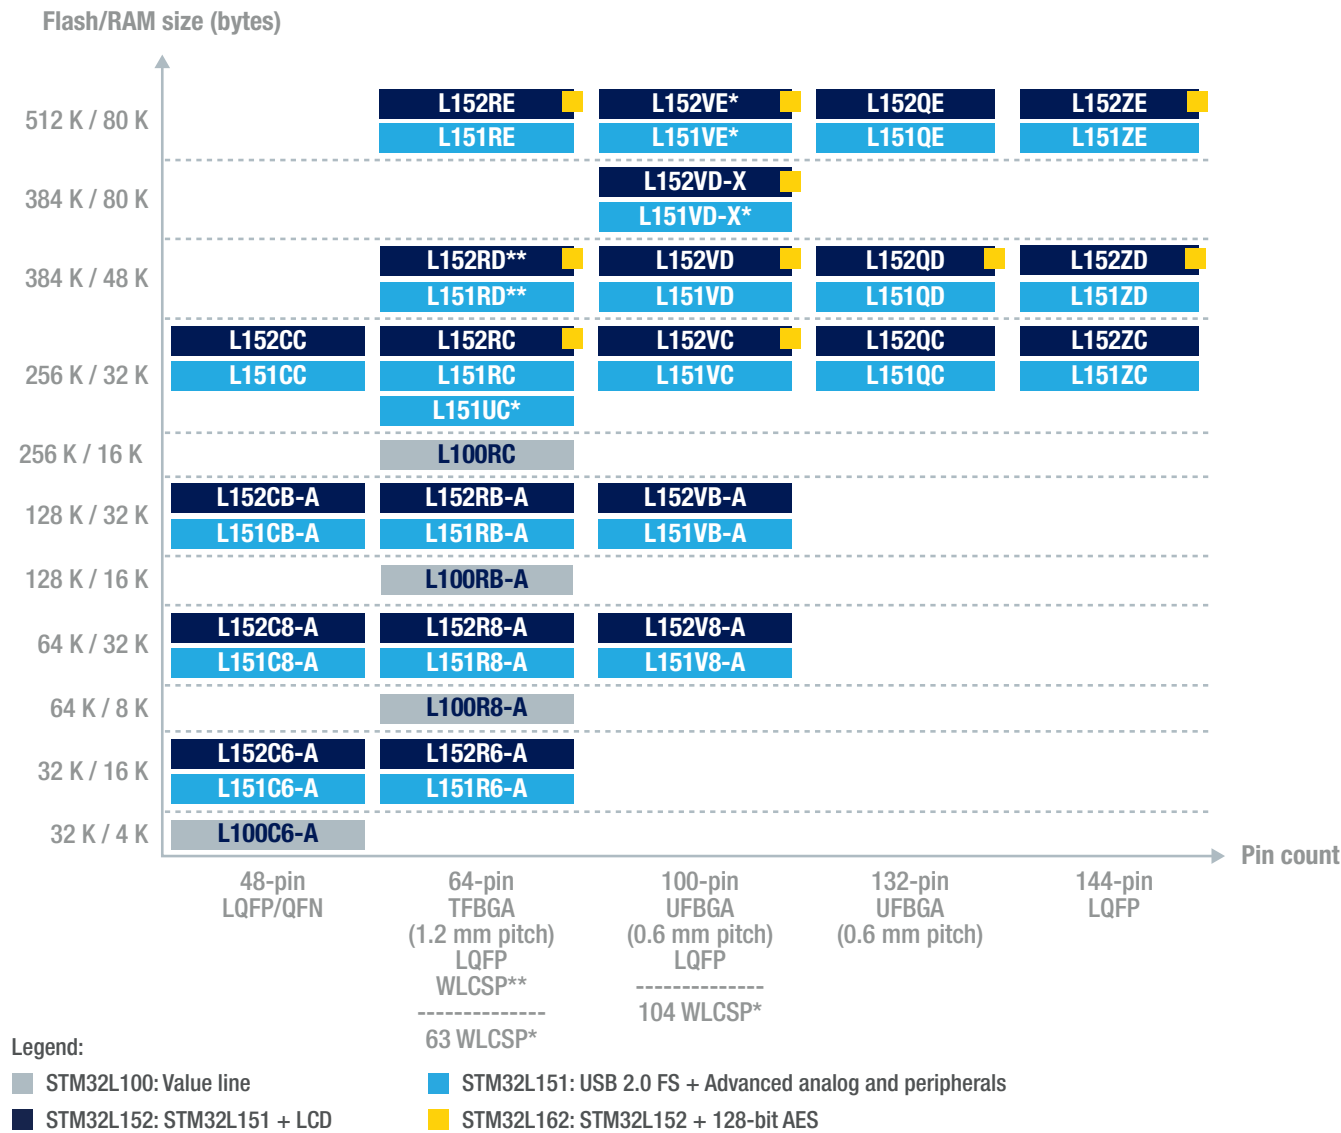 Flash/RAM size (bytes)
512 K / 80 K
L152RE
L152VE*
L152QE
L152ZE
L151RE
L151VE*
L151QE
L151ZE
384 K / 80 K
L152VD-X
L151VD-X*
384 K / 48 K
L152RD**
L152VD
L152QD
L152ZD
L151RD**
L151VD
L151QD
L151ZD
256 K / 32 K
L152CC
L152RC
L152VC
L152QC
L152ZC
L151CC
L151RC
L151VC
L151QC
L151ZC
L151UC*
256 K / 16 K
L100RC
128 K / 32 K
L152CB-A
L152RB-A
L152VB-A
L151CB-A
L151RB-A
L151VB-A
128 K / 16 K
L100RB-A
64 K / 32 K
L152C8-A
L152R8-A
L152V8-A
L151C8-A
L151R8-A
L151V8-A
64 K / 8 K
L100R8-A
32 K / 16 K
L152C6-A
L152R6-A
L151C6-A
L151R6-A
32 K / 4 K
L100C6-A
Pin count
48-pin
LQFP/QFN
64-pin
TFBGA
(1.2 mm pitch)
LQFP
WLCSP**
--------------
63 WLCSP*
100-pin
UFBGA
(0.6 mm pitch)
LQFP
--------------
104 WLCSP*
132-pin
UFBGA
(0.6 mm pitch)
144-pin
LQFP
Legend:
STM32L100: Value line
STM32L151: USB 2.0 FS + Advanced analog and peripherals
STM32L152: STM32L151 + LCD
STM32L162: STM32L152 + 128-bit AES